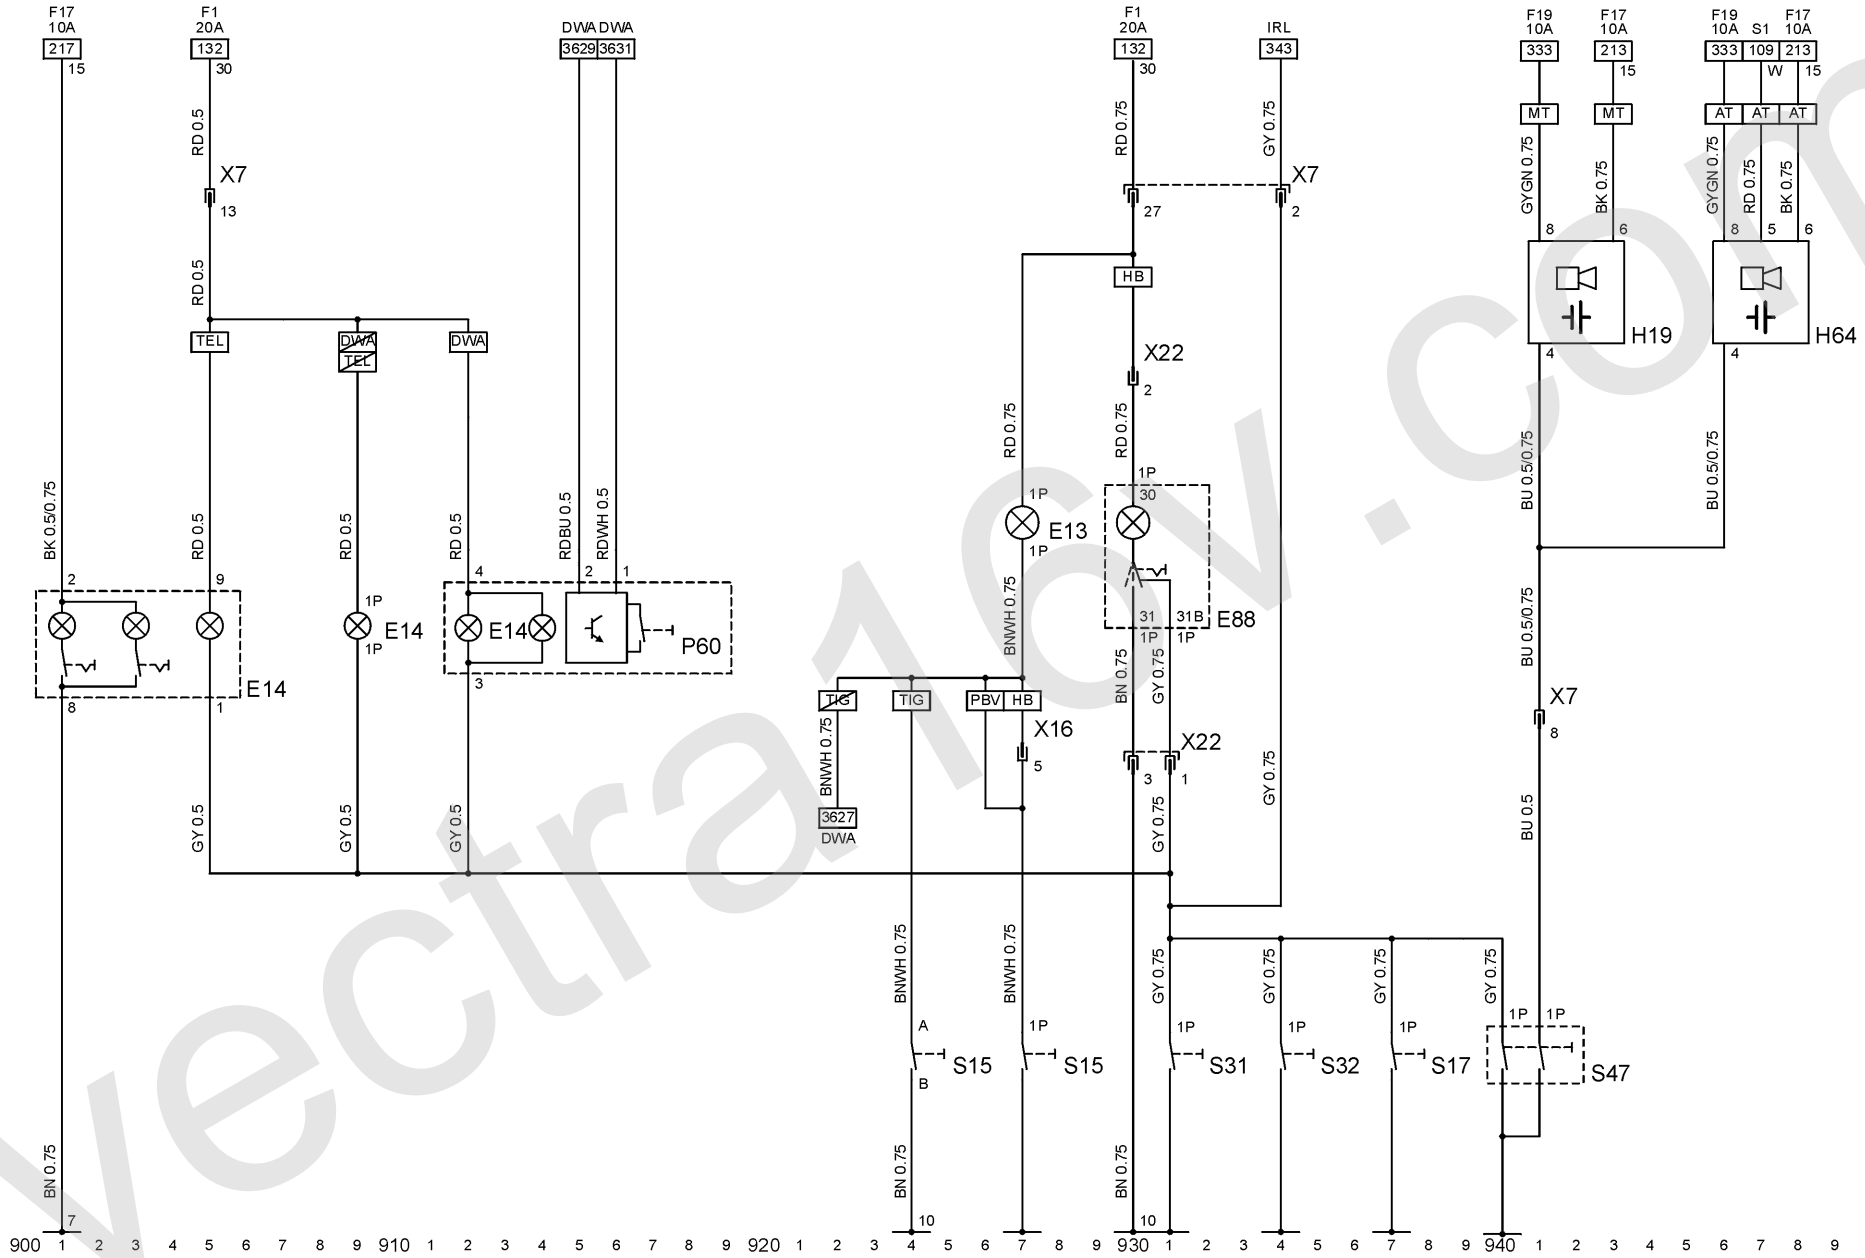 F17 F1 F1 F19 F17 F19 F17
10A 20A DWA DWA 20A IRL 10A 10A 10A S1 10A
217 132 3629 3631 132 343 333 213 333 109 213
15 30 30 15 W 15
MT MT AT AT AT
RD 0.5 RD 0.75 GY 0.75 GYGN 0.75 BK 0.75 GYGN 0.75 RD 0.75 BK 0.75
X7 X7
13 27 2
8 6 8 5 6
RD 0.5
HB
H19 H64
TEL DWA DWA
TEL
X22 4 4
2
RD 0.75 RD 0.75 BU 0.5/0.75 BU 0.5/0.75
1P
BK 0.5/0.75 RD 0.5 RD 0.5 RD 0.5 RDBU 0.5 RDWH 0.5 1P 30
E13
1P
2 9 4 2 1
1P BNWH 0.75 BU 0.5/0.75
E14 E14 P60 31 31B E88
1P 1P 1P
E14 3
8 1 BN 0.75 GY 0.75 X7
TIG TIG PBV HB 8
X16 X22
BNWH 0.75 5 3 1 GY 0.75
3627
DWA
GY 0.5 GY 0.5 GY 0.5 GY 0.75 BU 0.5
BNWH 0.75 BNWH 0.75 GY 0.75 GY 0.75 GY 0.75 GY 0.75
1P 1P
A 1P 1P 1P 1P
S15 S15 S31 S32 S17 S47
B
BN 0.75 BN 0.75 BN 0.75
7 10 10
900 1 2 3 4 5 6 7 8 9 910 1 2 3 4 5 6 7 8 9 920 1 2 3 4 5 6 7 8 9 930 1 2 3 4 5 6 7 8 9 940 1 2 3 4 5 6 7 8 9
vectra16v.com